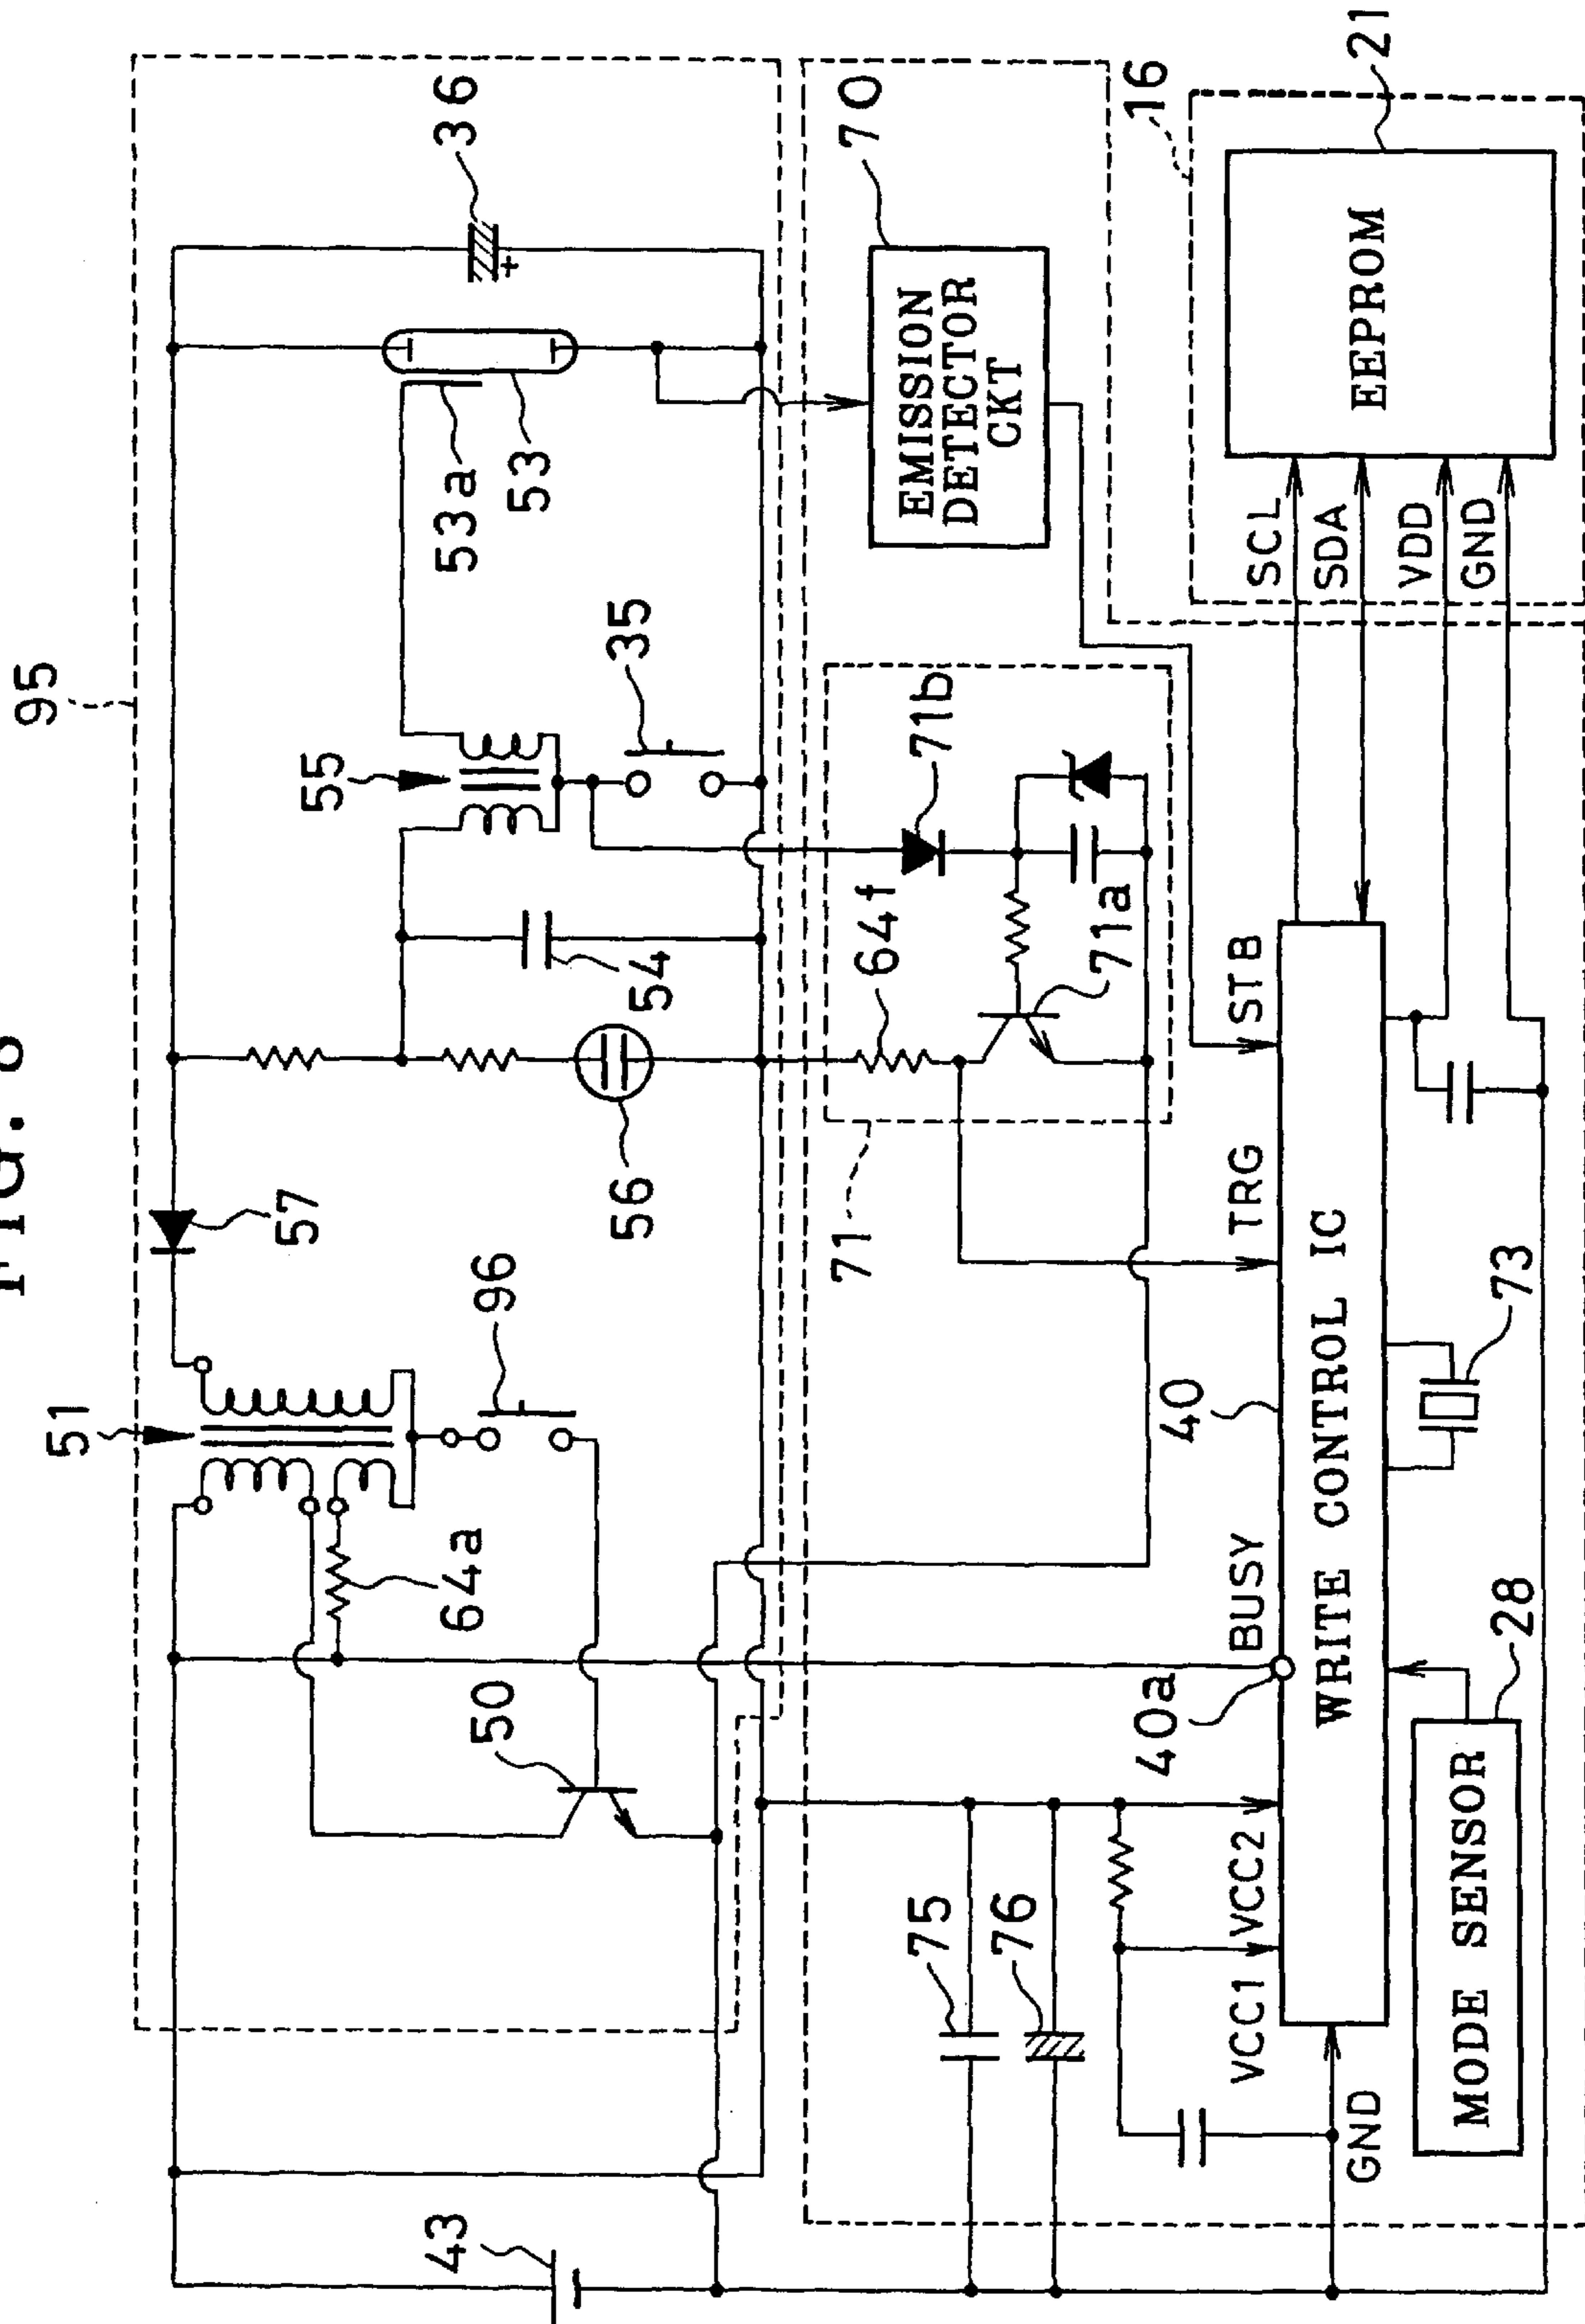 FIG. 8
95
51
57
55
36
53a
53
35
96
64a
50
56
54
43
70
EMISSION
DETECTOR
CKT
71b
64f
71a
71
16
21
EEPROM
SCL
SDA
VDD
GND
STB
TRG
BUSY
40
40a
VCC2
VCC1
75
76
GND
WRITE CONTROL IC
73
28
MODE SENSOR